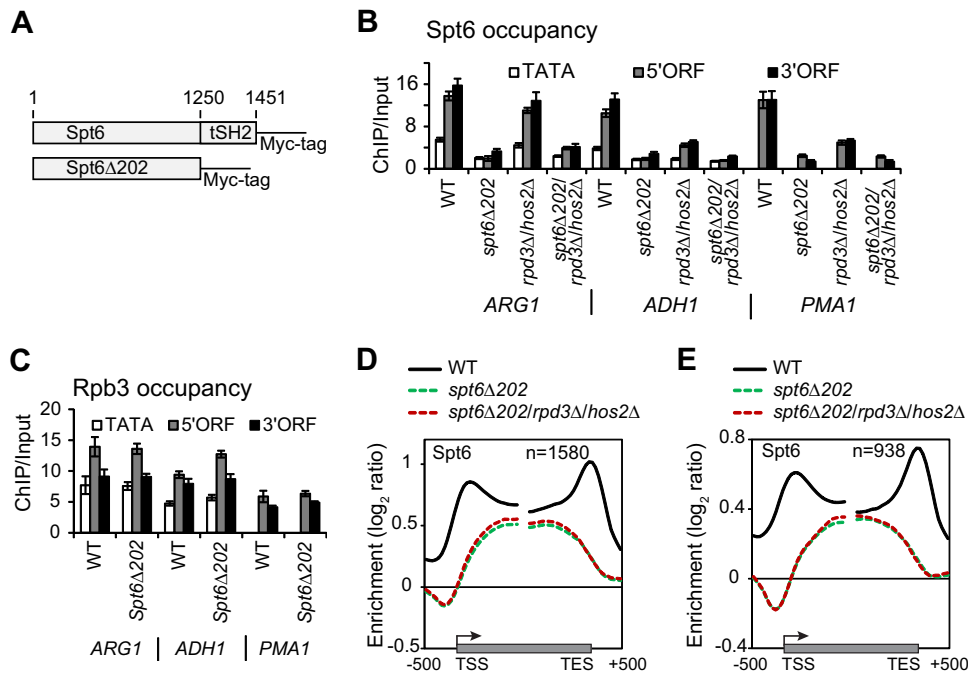 A
1 1250 1451
Spt6 tSH2
Myc-tag
Spt6Δ202
Myc-tag
B
Spt6 occupancy
TATA 5'ORF 3'ORF
ChIP/Input
16
12
8
4
0
WT
spt6Δ202
rpd3Δ/hos2Δ
spt6Δ202/
rpd3Δ/hos2Δ
WT
spt6Δ202
rpd3Δ/hos2Δ
spt6Δ202/
rpd3Δ/hos2Δ
WT
spt6Δ202
rpd3Δ/hos2Δ
spt6Δ202/
rpd3Δ/hos2Δ
ARG1 ADH1 PMA1
C
Rpb3 occupancy
TATA 5'ORF 3'ORF
ChIP/Input
20
15
10
5
0
WT
Spt6Δ202
WT
Spt6Δ202
WT
Spt6Δ202
ARG1 ADH1 PMA1
D
WT
spt6Δ202
spt6Δ202/rpd3Δ/hos2Δ
Enrichment (log2 ratio)
Spt6 n=1580
1
0.5
0
-0.5
-500 TSS TES +500
E
WT
spt6Δ202
spt6Δ202/rpd3Δ/hos2Δ
Enrichment (log2 ratio)
Spt6 n=938
0.8
0.4
0
-0.4
-500 TSS TES +500